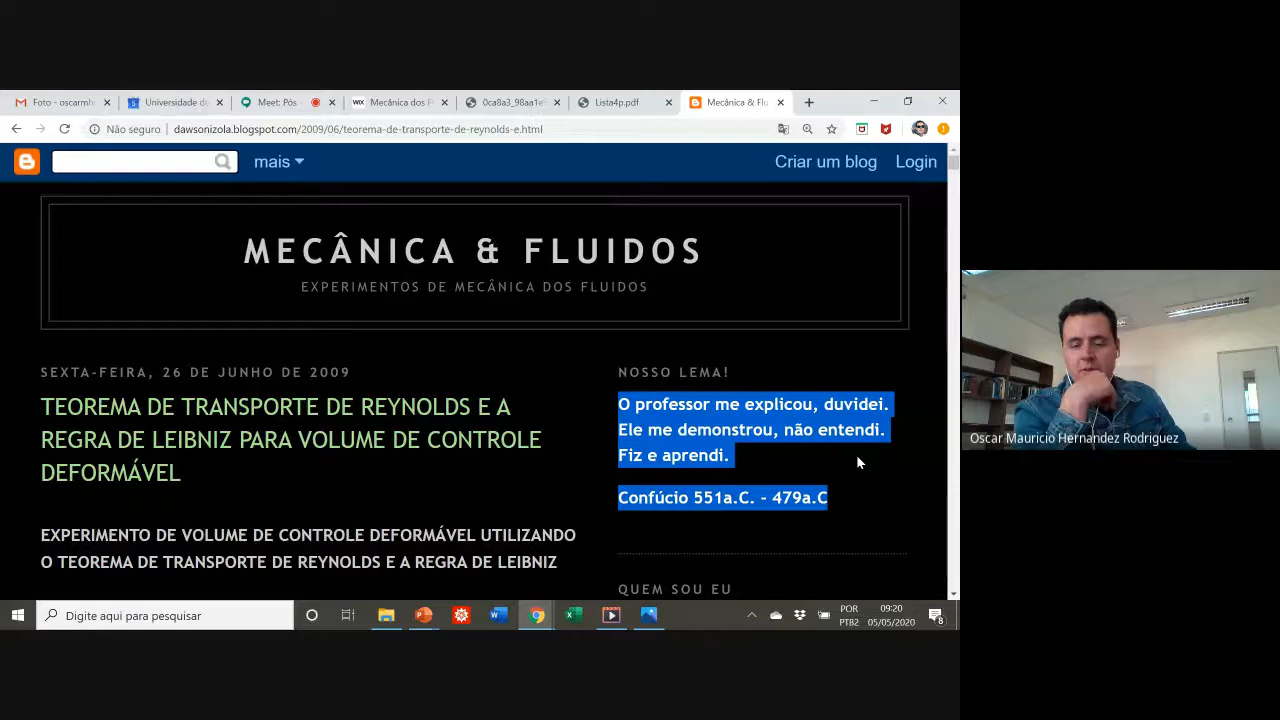 Foto - oscarmh
Universidade du
Meet: Pós
Mecânica dos F
0ca8a3_98aa1e
Lista4p.pdf
Mecânica & Flu
Não seguro
dawsonizola.blogspot.com/2009/06/teorema-de-transporte-de-reynolds-e.html
mais
Criar um blog
Login
MECÂNICA & FLUIDOS
EXPERIMENTOS DE MECÂNICA DOS FLUIDOS
SEXTA-FEIRA, 26 DE JUNHO DE 2009
TEOREMA DE TRANSPORTE DE REYNOLDS E A
REGRA DE LEIBNIZ PARA VOLUME DE CONTROLE
DEFORMÁVEL
EXPERIMENTO DE VOLUME DE CONTROLE DEFORMÁVEL UTILIZANDO
O TEOREMA DE TRANSPORTE DE REYNOLDS E A REGRA DE LEIBNIZ
NOSSO LEMA!
O professor me explicou, duvidei.
Ele me demonstrou, não entendi.
Fiz e aprendi.
Confúcio 551a.C. - 479a.C
QUEM SOU EU
Oscar Mauricio Hernandez Rodriguez
Digite aqui para pesquisar
POR
PTB2
09:20
05/05/2020
8